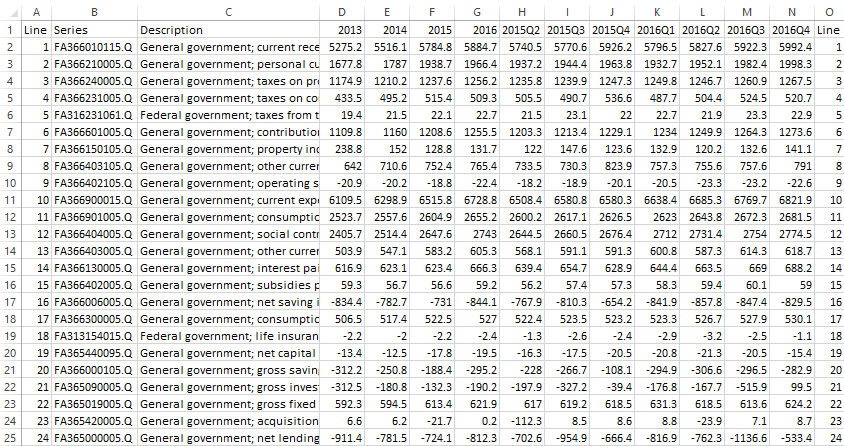 A B C D E F G H I J K L M N O
1 Line Series Description 2013 2014 2015 2016 2015Q2 2015Q3 2015Q4 2016Q1 2016Q2 2016Q3 2016Q4 Line
2 1 FA366010115.Q General government; current rece 5275.2 5516.1 5784.8 5884.7 5740.5 5770.6 5926.2 5796.5 5827.6 5922.3 5992.4 1
3 2 FA366210005.Q General government; personal cu 1677.8 1787 1938.7 1966.4 1937.2 1944.4 1963.8 1932.7 1952.1 1982.4 1998.3 2
4 3 FA366240005.Q General government; taxes on pro 1174.9 1210.2 1237.6 1256.2 1235.8 1239.9 1247.3 1249.8 1246.7 1260.9 1267.5 3
5 4 FA366231005.Q General government; taxes on co 433.5 495.2 515.4 509.3 505.5 490.7 536.6 487.7 504.4 524.5 520.7 4
6 5 FA316231061.Q Federal government; taxes from t 19.4 21.5 22.1 22.7 21.5 23.1 22 22.7 21.9 23.3 22.9 5
7 6 FA366601005.Q General government; contributio 1109.8 1160 1208.6 1255.5 1203.3 1213.4 1229.1 1234 1249.9 1264.3 1273.6 6
8 7 FA366150105.Q General government; property inc 238.8 152 128.8 131.7 122 147.6 123.6 132.9 120.2 132.6 141.1 7
9 8 FA366403105.Q General government; other currer 642 710.6 752.4 765.4 733.5 730.3 823.9 757.3 755.6 757.6 791 8
10 9 FA366402105.Q General government; operating s -20.9 -20.2 -18.8 -22.4 -18.2 -18.9 -20.1 -20.5 -23.3 -23.2 -22.6 9
11 10 FA366900015.Q General government; current expe 6109.5 6298.9 6515.8 6728.8 6508.4 6580.8 6580.3 6638.4 6685.3 6769.7 6821.9 10
12 11 FA366901005.Q General government; consumptic 2523.7 2557.6 2604.9 2655.2 2600.2 2617.1 2626.5 2623 2643.8 2672.3 2681.5 11
13 12 FA366404005.Q General government; social contr 2405.7 2514.4 2647.6 2743 2644.5 2660.5 2676.4 2712 2731.4 2754 2774.5 12
14 13 FA366403005.Q General government; other currer 503.9 547.1 583.2 605.3 568.1 591.1 591.3 600.8 587.3 614.3 618.7 13
15 14 FA366130005.Q General government; interest pai 616.9 623.1 623.4 666.3 639.4 654.7 628.9 644.4 663.5 669 688.2 14
16 15 FA366402005.Q General government; subsidies p 59.3 56.7 56.6 59.2 56.2 57.4 57.3 58.3 59.4 60.1 59 15
17 16 FA366006005.Q General government; net saving i -834.4 -782.7 -731 -844.1 -767.9 -810.3 -654.2 -841.9 -857.8 -847.4 -829.5 16
18 17 FA366300005.Q General government; consumptic 506.5 517.4 522.5 527 522.4 523.5 523.2 523.3 526.7 527.9 530.1 17
19 18 FA313154015.Q Federal government; life insuran -2.2 -2 -2.2 -2.4 -1.3 -2.6 -2.4 -2.9 -3.2 -2.5 -1.1 18
20 19 FA365440095.Q General government; net capital -13.4 -12.5 -17.8 -19.5 -16.3 -17.5 -20.5 -20.8 -21.3 -20.5 -15.4 19
21 20 FA366000105.Q General government; gross saving -312.2 -250.8 -188.4 -295.2 -228 -266.7 -108.1 -294.9 -306.6 -296.5 -282.9 20
22 21 FA365090005.Q General government; gross invest -312.5 -180.8 -132.3 -190.2 -197.9 -327.2 -39.4 -176.8 -167.7 -515.9 99.5 21
23 22 FA365019005.Q General government; gross fixed 592.3 594.5 613.4 621.9 617 619.2 618.5 631.3 618.5 613.6 624.2 22
24 23 FA365420005.Q General government; acquisition 6.6 6.2 -21.7 0.2 -112.3 8.5 8.6 8.8 -23.9 7.1 8.7 23
25 24 FA365000005.Q General government; net lending -911.4 -781.5 -724.1 -812.3 -702.6 -954.9 -666.4 -816.9 -762.3 -1136.6 -533.4 24